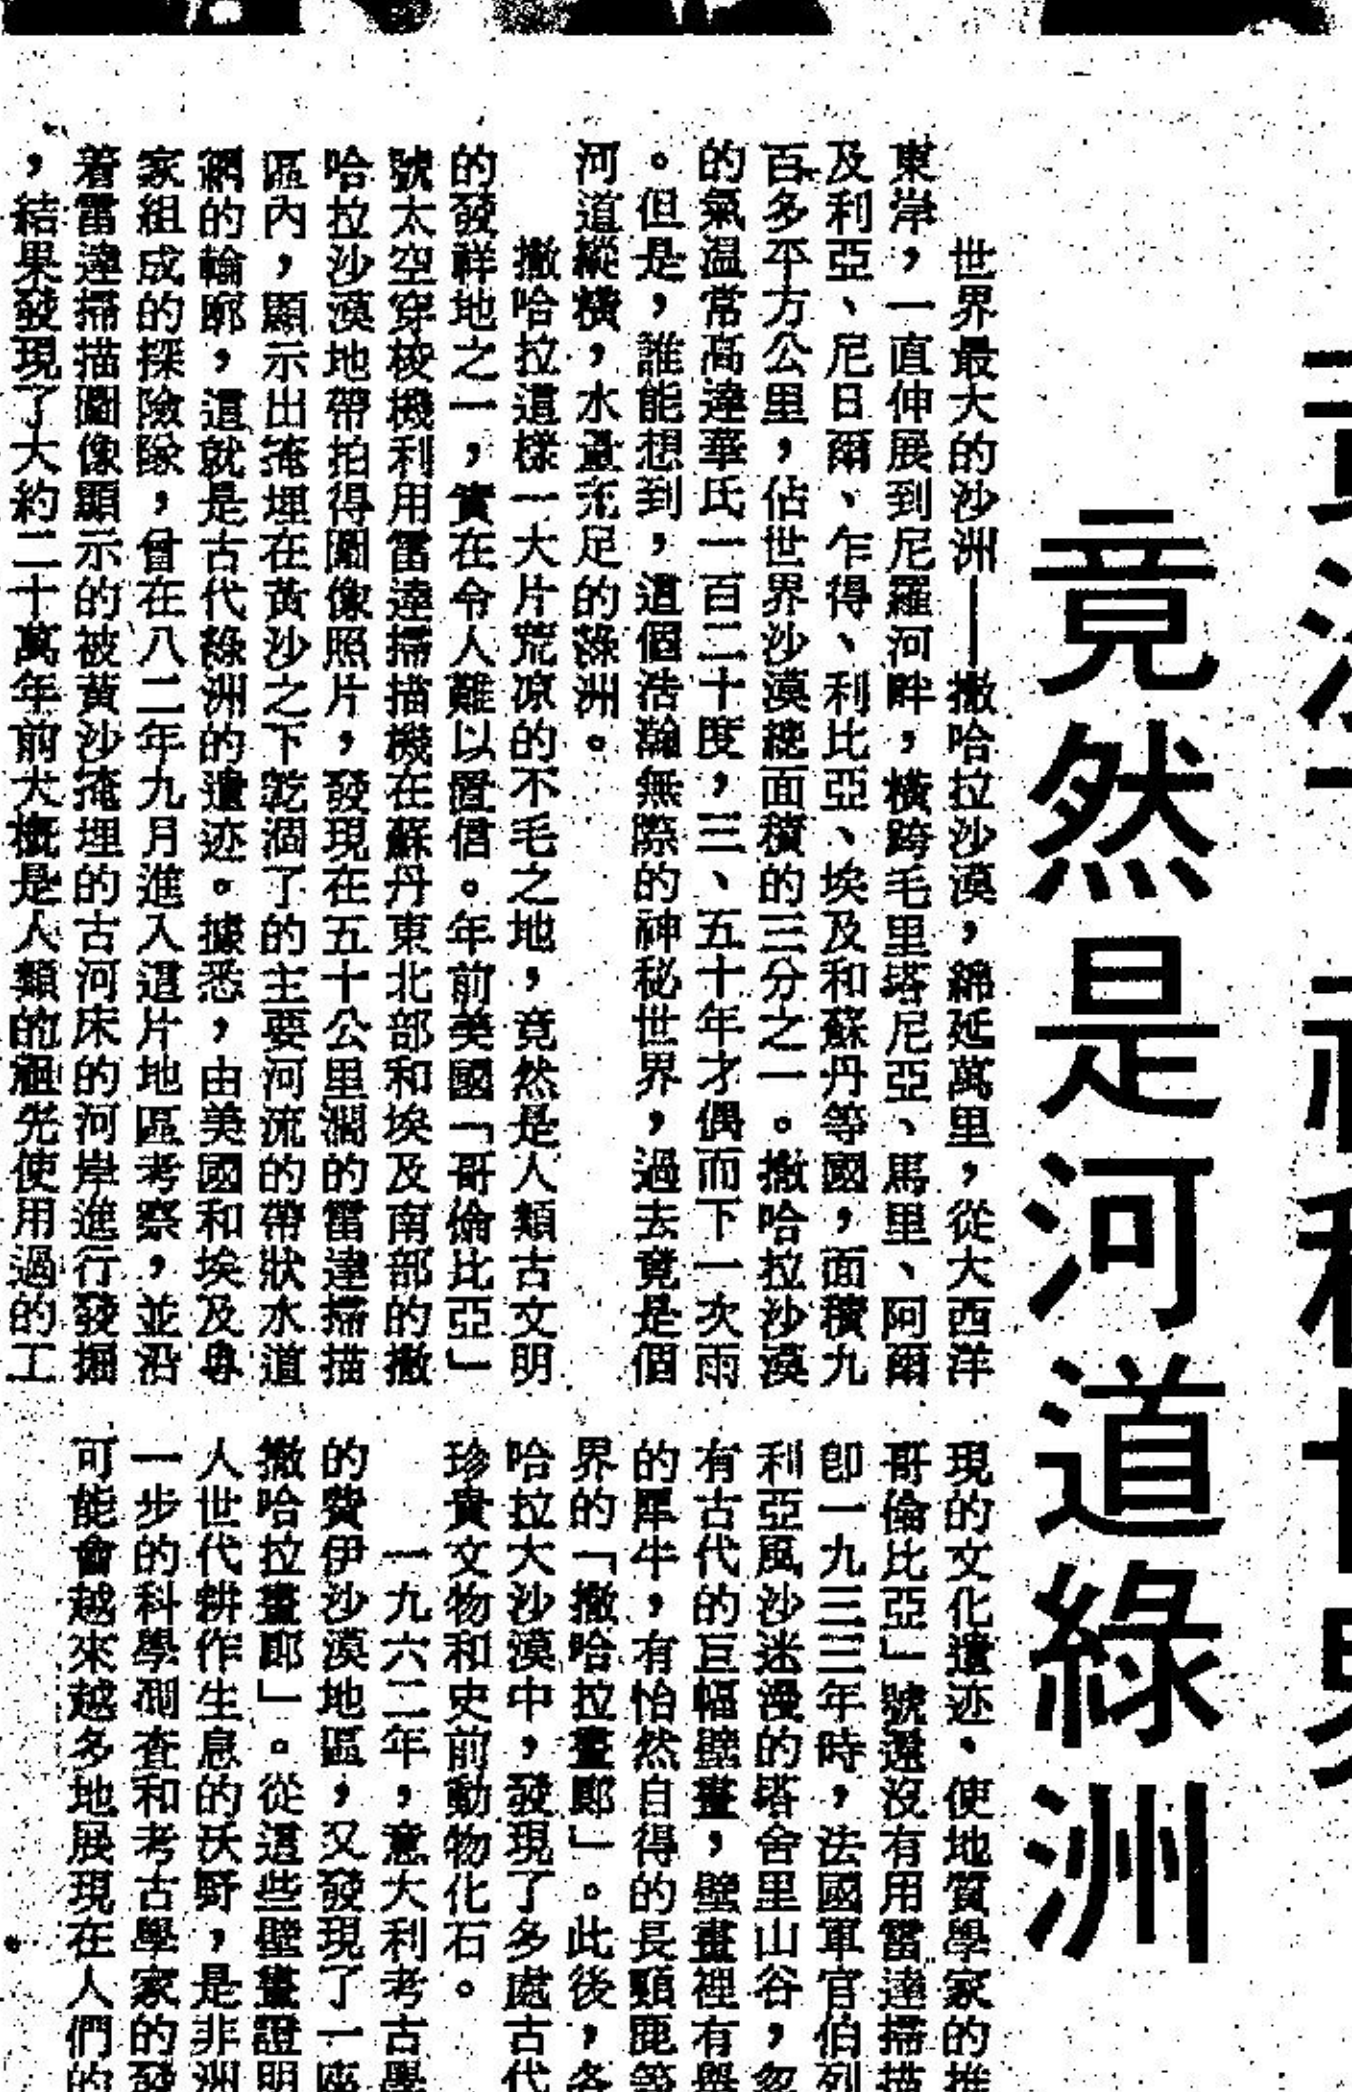 竟然是河道綠洲
世界最大的沙洲——撒哈拉沙漠，綿延萬里，從大西洋
東岸，一直伸展到尼羅河畔，橫跨毛里塔尼亞、馬里、阿爾
及利亞、尼日爾、乍得、利比亞、埃及和蘇丹等國，面積九
百多平方公里，佔世界沙漠總面積的三分之一。撒哈拉沙漠
的氣溫常高達華氏一百二十度，三、五十年才偶而下一次雨
。但是，誰能想到，這個浩瀚無際的神秘世界，過去竟是個
河道縱橫，水量充足的綠洲。
撒哈拉這樣一大片荒凉的不毛之地，竟然是人類古文明
的發祥地之一，實在令人難以置信。年前美國「哥倫比亞」
號太空穿梭機利用雷達掃描機在蘇丹東北部和埃及南部的撒
哈拉沙漠地帶拍得圖像照片，發現在五十公里濶的雷達掃描
區內，顯示出掩埋在黃沙之下乾涸了的主要河流的帶狀水道
網的輪廓，這就是古代綠洲的遺迹。據悉，由美國和埃及專
家組成的探險隊，曾在八二年九月進入這片地區考察，並沿
着雷達掃描圖像顯示的被黃沙掩埋的古河床的河岸進行發掘
，結果發現了大約二十萬年前大概是人類的祖先使用過的工
現的文化遺迹，使地質學家的推
哥倫比亞」號還沒有用雷達掃描
卽一九三三年時，法國軍官伯列
利亞風沙迷漫的塔舍里山谷，忽
有古代的巨幅壁畫，壁畫裡有舉
的犀牛，有怡然自得的長頸鹿等
界的「撒哈拉畫廊」。此後，各
哈拉大沙漠中，發現了多處古代
珍貴文物和史前動物化石。
一九六二年，意大利考古學
的費伊沙漠地區，又發現了一座
撒哈拉畫廊」。從這些壁畫證明
人世代耕作生息的沃野，是非洲
一步的科學調查和考古學家的發
可能會越來越多地展現在人們的